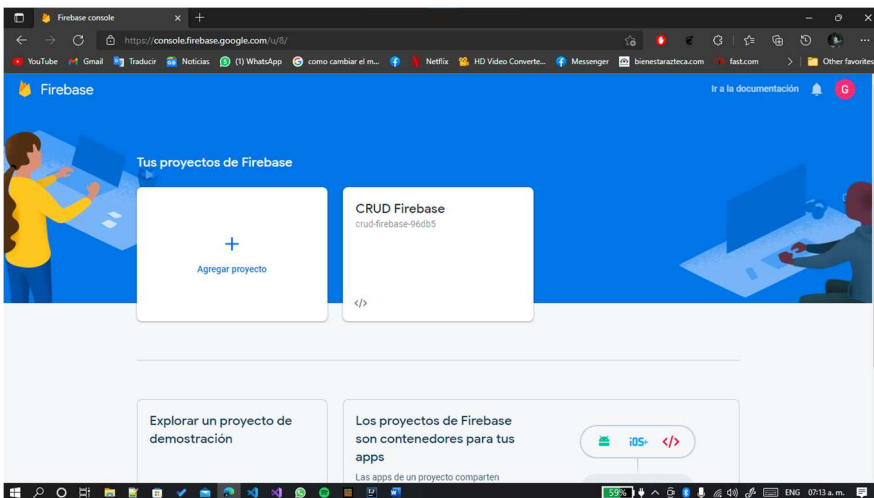 Firebase console
https://console.firebase.google.com/u/8/
YouTube
Gmail
Traducir
Noticias
(1) WhatsApp
como cambiar el m...
Netflix
HD Video Converte...
Messenger
bienestarazteca.com
fast.com
Other favorites
Firebase
Ir a la documentación
G
Tus proyectos de Firebase
Agregar proyecto
CRUD Firebase
crud-firebase-96db5
</>
Explorar un proyecto de
demostración
Los proyectos de Firebase
son contenedores para tus
apps
Las apps de un proyecto comparten
iOS+ </>
59%
ENG
07:13 a. m.